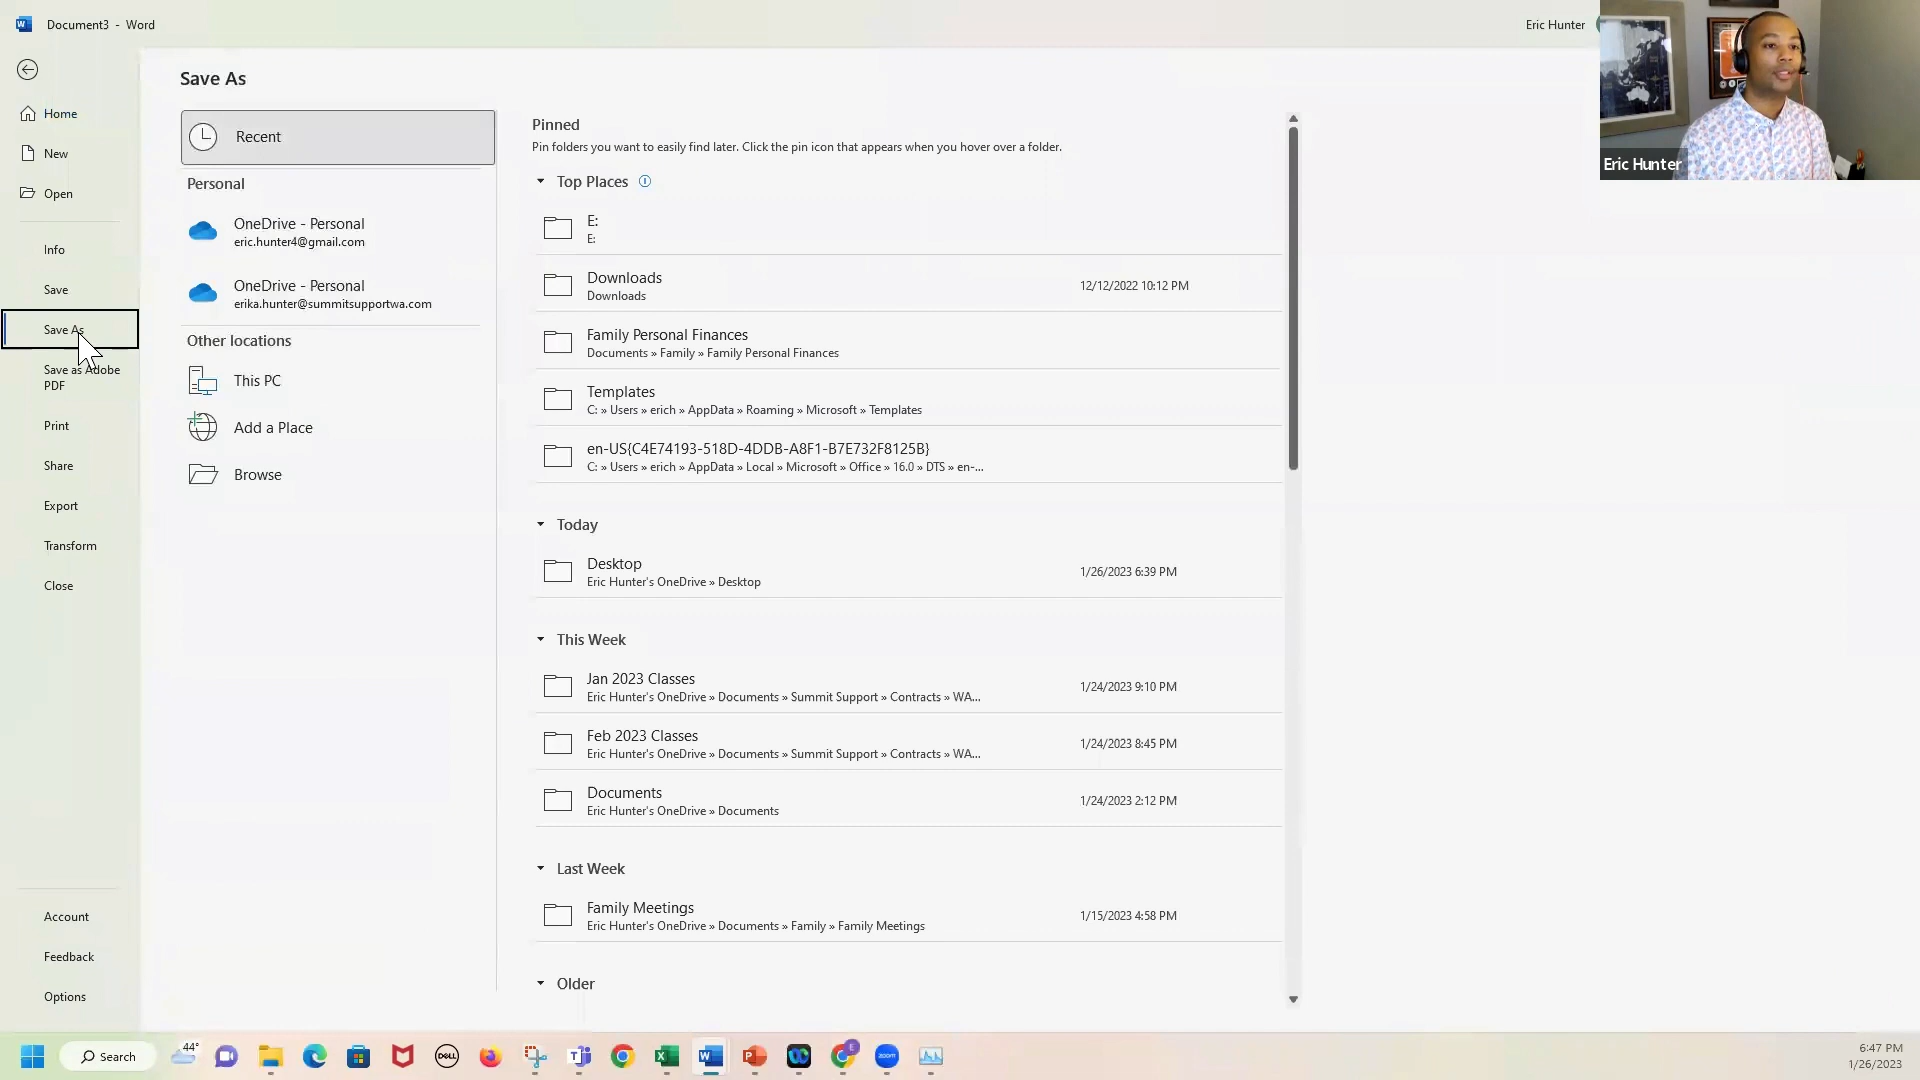 Document3 - Word
Eric Hunter
Save As
Home
New
Open
Info
Save
Save As
Save as Adobe
PDF
Print
Share
Export
Transform
Close
Account
Feedback
Options
Recent
Personal
OneDrive - Personal
eric.hunter4@gmail.com
OneDrive - Personal
erika.hunter@summitsupportwa.com
Other locations
This PC
Add a Place
Browse
Pinned
Pin folders you want to easily find later. Click the pin icon that appears when you hover over a folder.
Top Places
E:
E:
Downloads
Downloads
12/12/2022 10:12 PM
Family Personal Finances
Documents » Family » Family Personal Finances
Templates
C: » Users » erich » AppData » Roaming » Microsoft » Templates
en-US{C4E74193-518D-4DDB-A8F1-B7E732F8125B}
C: » Users » erich » AppData » Local » Microsoft » Office » 16.0 » DTS » en-...
Today
Desktop
Eric Hunter's OneDrive » Desktop
1/26/2023 6:39 PM
This Week
Jan 2023 Classes
Eric Hunter's OneDrive » Documents » Summit Support » Contracts » WA...
1/24/2023 9:10 PM
Feb 2023 Classes
Eric Hunter's OneDrive » Documents » Summit Support » Contracts » WA...
1/24/2023 8:45 PM
Documents
Eric Hunter's OneDrive » Documents
1/24/2023 2:12 PM
Last Week
Family Meetings
Eric Hunter's OneDrive » Documents » Family » Family Meetings
1/15/2023 4:58 PM
Older
Eric Hunter
44°
Search
DELL
zoom
6:47 PM
1/26/2023